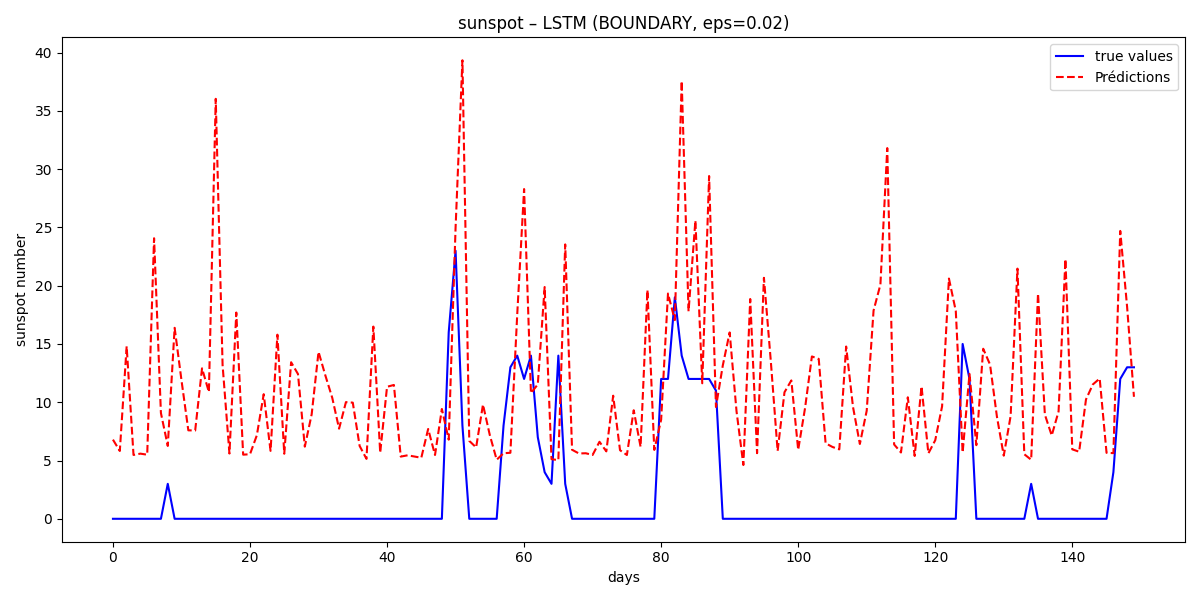 sunspot – LSTM (BOUNDARY, eps=0.02)
true values
Prédictions
sunspot number
40
35
30
25
20
15
10
5
0
0 20 40 60 80 100 120 140
days